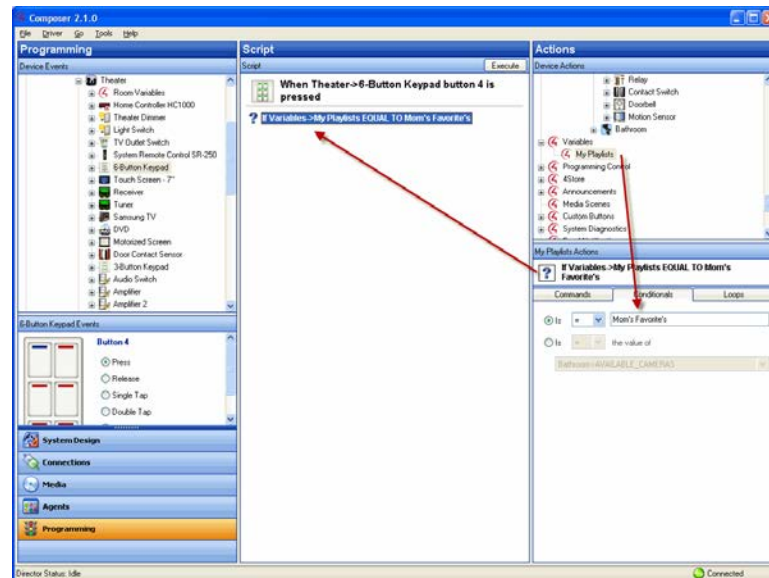 Composer 2.1.0
File Driver Go Tools Help
Programming
Device Events
Theater
Room Variables
Home Controller HC1000
Theater Dimmer
Light Switch
TV Outlet Switch
System Remote Control SR-250
6-Button Keypad
Touch Screen - 7"
Receiver
Tuner
Samsung TV
DVD
Motorized Screen
Door Contact Sensor
3-Button Keypad
Audio Switch
Amplifier
Amplifier 2
6-Button Keypad Events
Button 4
Press
Release
Single Tap
Double Tap
System Design
Connections
Media
Agents
Programming
Director Status: Idle
Script
Script
Execute
When Theater->6-Button Keypad button 4 is
pressed
? If Variables->My Playlists EQUAL TO Mom's Favorite's
Actions
Device Actions
Relay
Contact Switch
Doorbell
Motion Sensor
Bathroom
Variables
My Playlists
Programming Control
4Store
Announcements
Media Scenes
Custom Buttons
System Diagnostics
My Playlists Actions
? If Variables->My Playlists EQUAL TO Mom's
Favorite's
Commands Conditionals Loops
Is = Mom's Favorite's
Is = the value of
Bathroom->AVAILABLE_CAMERAS
Connected